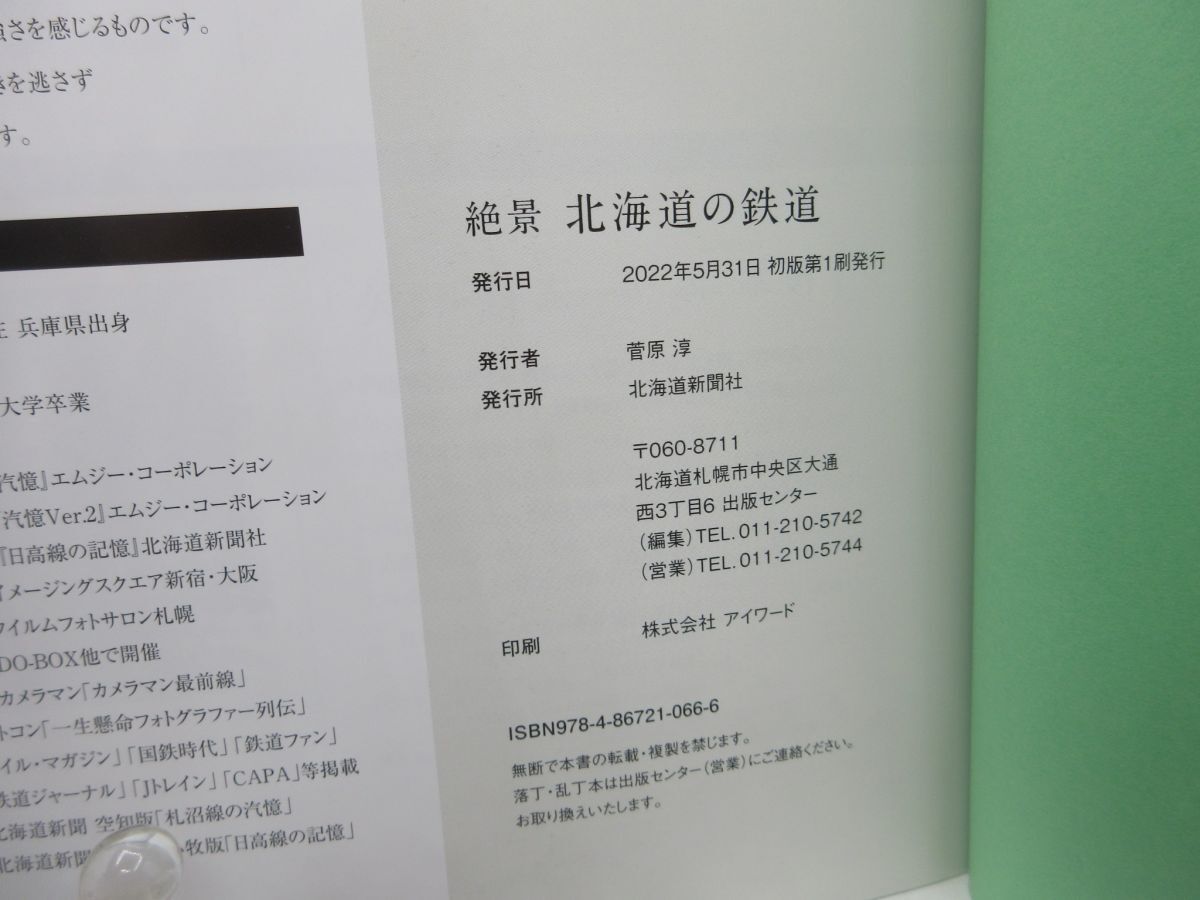 強さを感じるものです。
きを逃さず
す。
兵庫県出身
大学卒業
汽憶』エムジー・コーポレーション
汽憶Ver.2』エムジー・コーポレーション
『日高線の記憶』北海道新聞社
イメージングスクエア新宿・大阪
フイルムフォトサロン札幌
DO-BOX他で開催
カメラマン「カメラマン最前線」
トコン「一生懸命フォトグラファー列伝」
イル・マガジン」「国鉄時代」「鉄道ファン」
鉄道ジャーナル」「Jトレイン」「CAPA」等掲載
北海道新聞 空知版「札沼線の汽憶」
北海道新聞 牧版「日高線の記憶」
絶景 北海道の鉄道
発行日 2022年5月31日 初版第1刷発行
発行者 菅原 淳
発行所 北海道新聞社
〒060-8711
北海道札幌市中央区大通
西3丁目6 出版センター
(編集)TEL.011-210-5742
(営業)TEL.011-210-5744
印刷 株式会社 アイワード
ISBN978-4-86721-066-6
無断で本書の転載・複製を禁じます。
落丁・乱丁本は出版センター(営業)にご連絡ください。
お取り換えいたします。